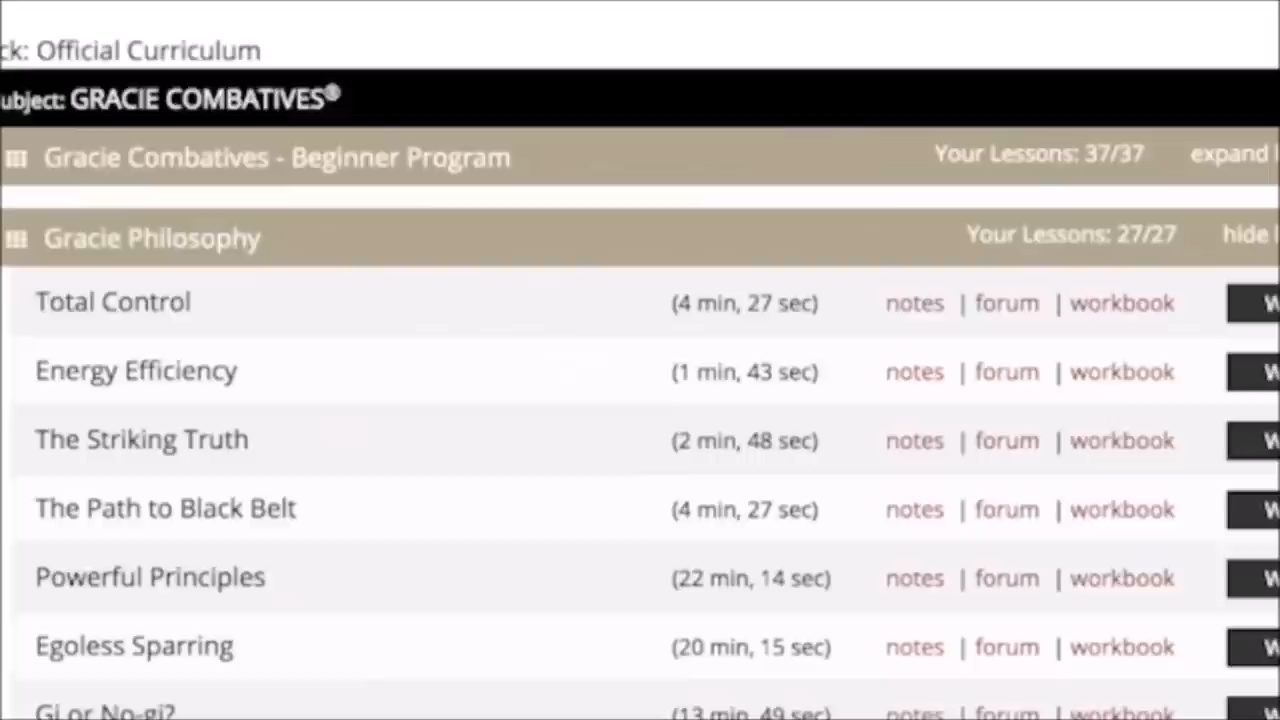 ck: Official Curriculum
ubject: GRACIE COMBATIVES®
Gracie Combatives - Beginner Program Your Lessons: 37/37 expand
Gracie Philosophy Your Lessons: 27/27 hide
Total Control (4 min, 27 sec) notes | forum | workbook W
Energy Efficiency (1 min, 43 sec) notes | forum | workbook W
The Striking Truth (2 min, 48 sec) notes | forum | workbook W
The Path to Black Belt (4 min, 27 sec) notes | forum | workbook W
Powerful Principles (22 min, 14 sec) notes | forum | workbook W
Egoless Sparring (20 min, 15 sec) notes | forum | workbook W
Gi or No-gi? (13 min, 49 sec) notes | forum | workbook W